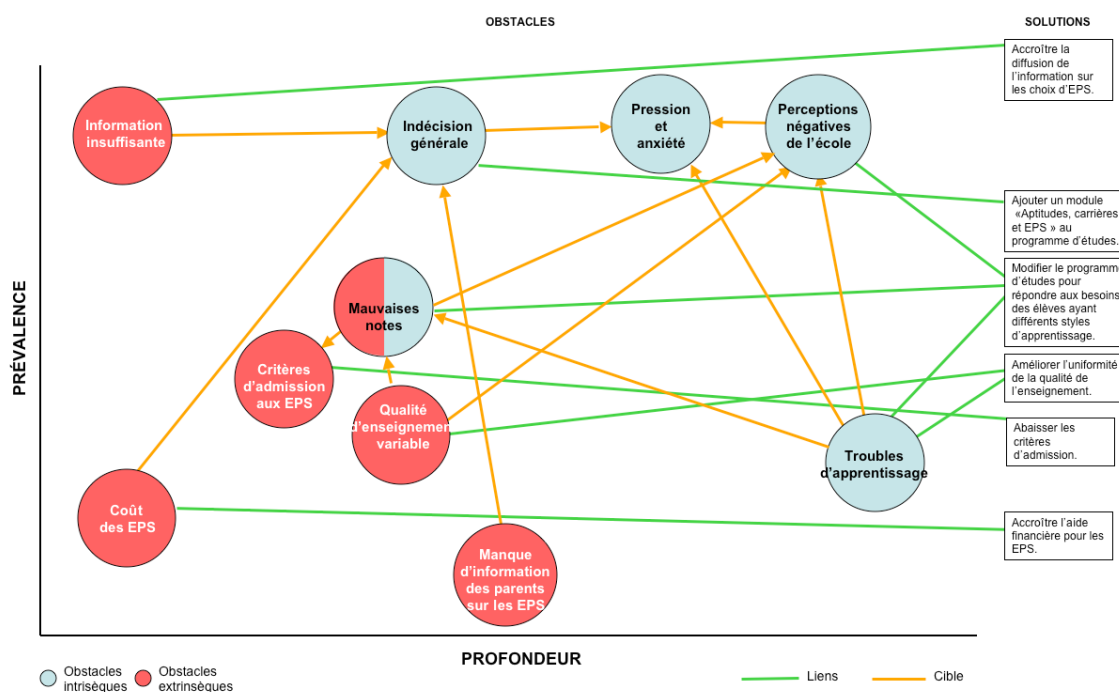 OBSTACLES
SOLUTIONS
Accroître la
diffusion de
l'information sur
les choix d'EPS.
Information
insuffisante
Indécision
générale
Pression
et
anxiété
Perceptions
négatives
de l'école
Ajouter un module
«Aptitudes, carrières
et EPS » au
programme d'études.
Modifier le programme
d'études pour
répondre aux besoins
des élèves ayant
différents styles
d'apprentissage.
Mauvaises
notes
Critères
d'admission
aux EPS
Qualité
d'enseignement
variable
Améliorer l'uniformité
de la qualité de
l'enseignement.
Abaisser les
critères
d'admission.
Troubles
d'apprentissage
Coût
des EPS
Manque
d'information
des parents
sur les EPS
Accroître l'aide
financière pour les
EPS.
PRÉVALENCE
PROFONDEUR
Obstacles
intrisèques
Obstacles
extrinsèques
Liens
Cible